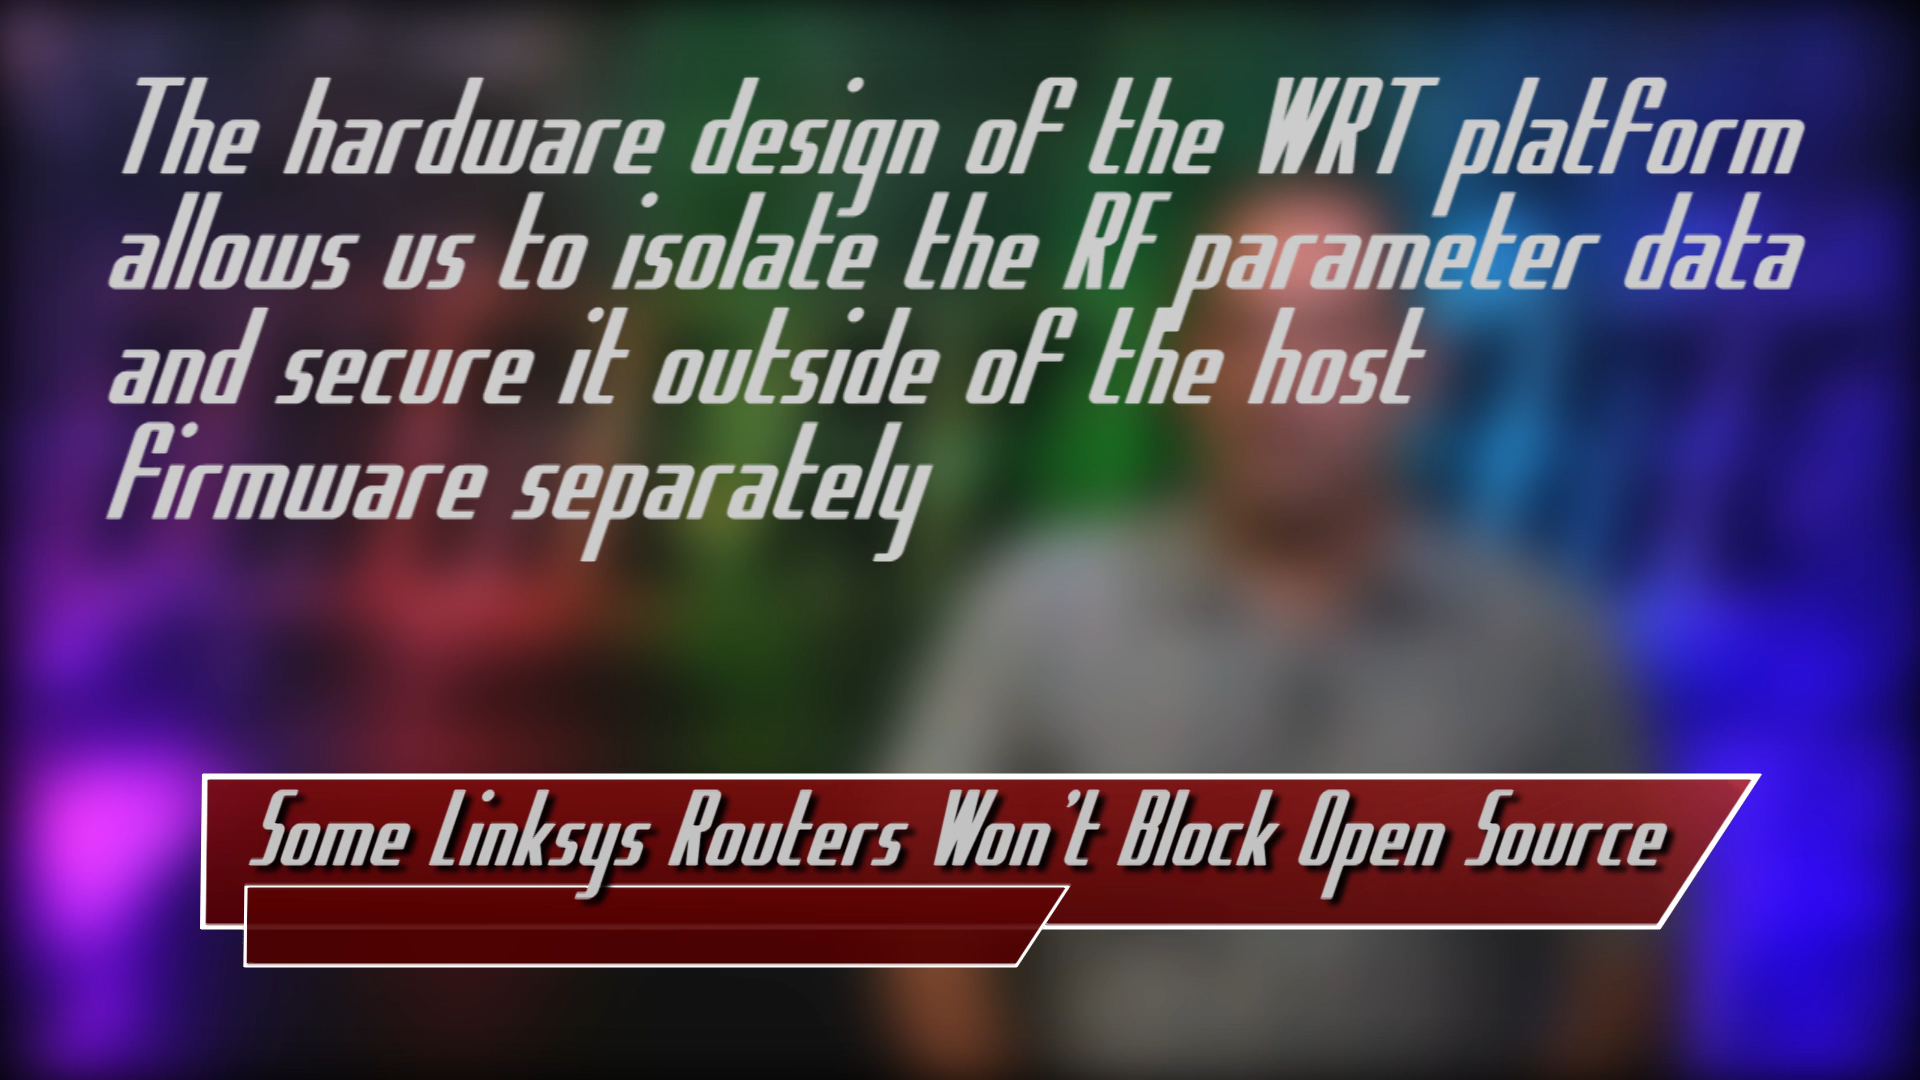 The hardware design of the WRT platform
allows us to isolate the RF parameter data
and secure it outside of the host
firmware separately
Some Linksys Routers Won't Block Open Source